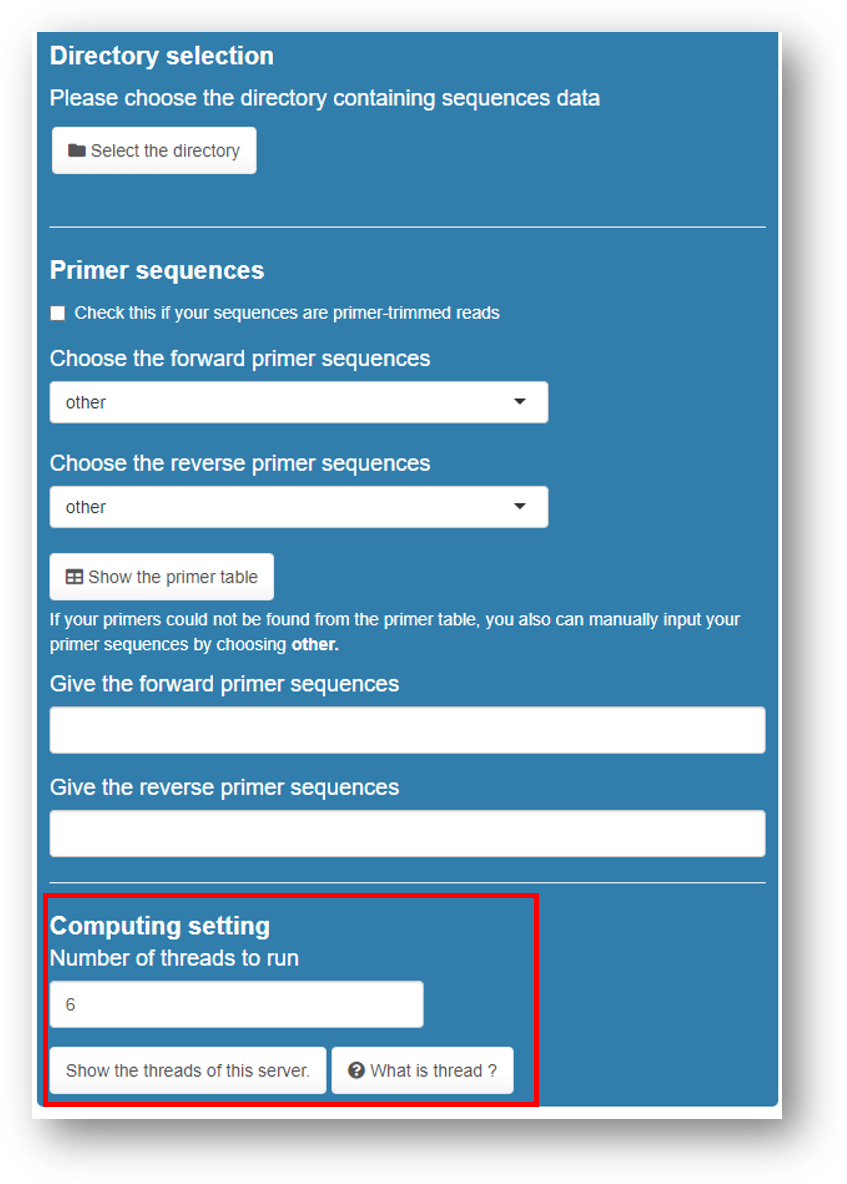 Directory selection
Please choose the directory containing sequences data
Select the directory
Primer sequences
Check this if your sequences are primer-trimmed reads
Choose the forward primer sequences
other
Choose the reverse primer sequences
other
Show the primer table
If your primers could not be found from the primer table, you also can manually input your
primer sequences by choosing other.
Give the forward primer sequences
Give the reverse primer sequences
Computing setting
Number of threads to run
6
Show the threads of this server.
What is thread ?